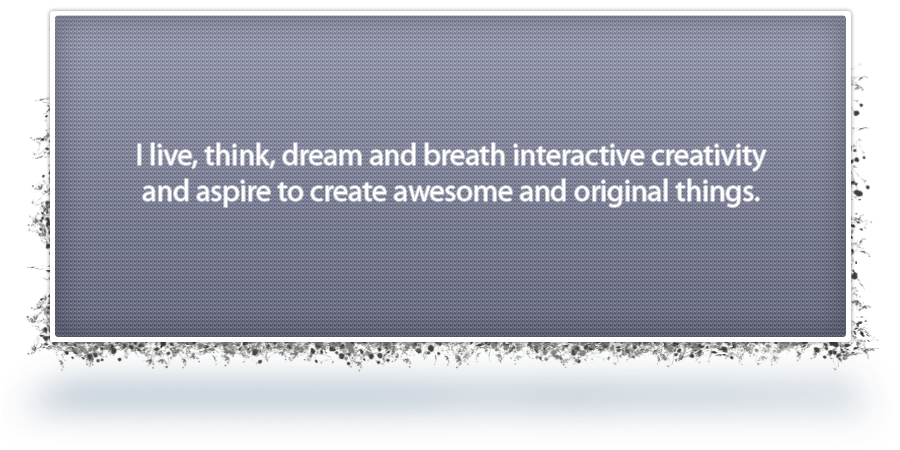 I live, think, dream and breath interactive creativity
and aspire to create awesome and original things.